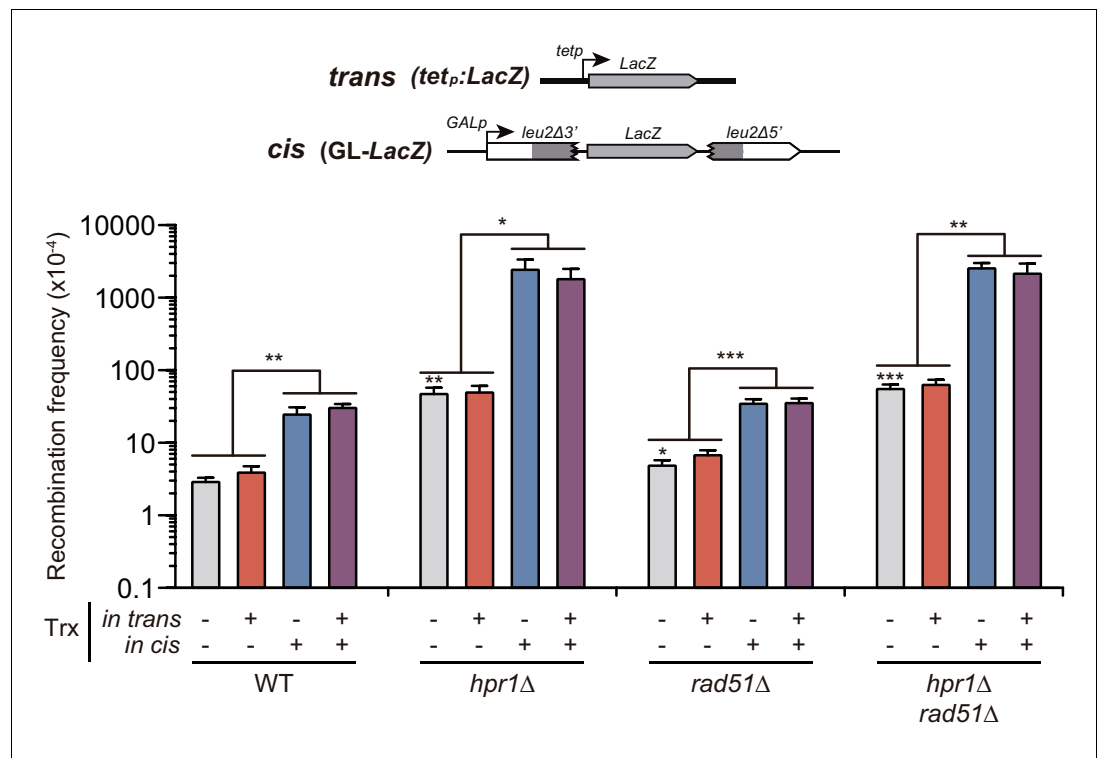 tetp
LacZ
trans (tetp:LacZ)
GALp
leu2Δ3'
LacZ
leu2Δ5'
cis (GL-LacZ)
Recombination frequency (x10-4)
10000
1000
100
10
1
0.1
**
*
**
***
*
**
***
Trx
in trans - + - + - + - + - + - + - + - +
in cis - - + + - - + + - - + + - - + +
WT
hpr1Δ
rad51Δ
hpr1Δ
rad51Δ